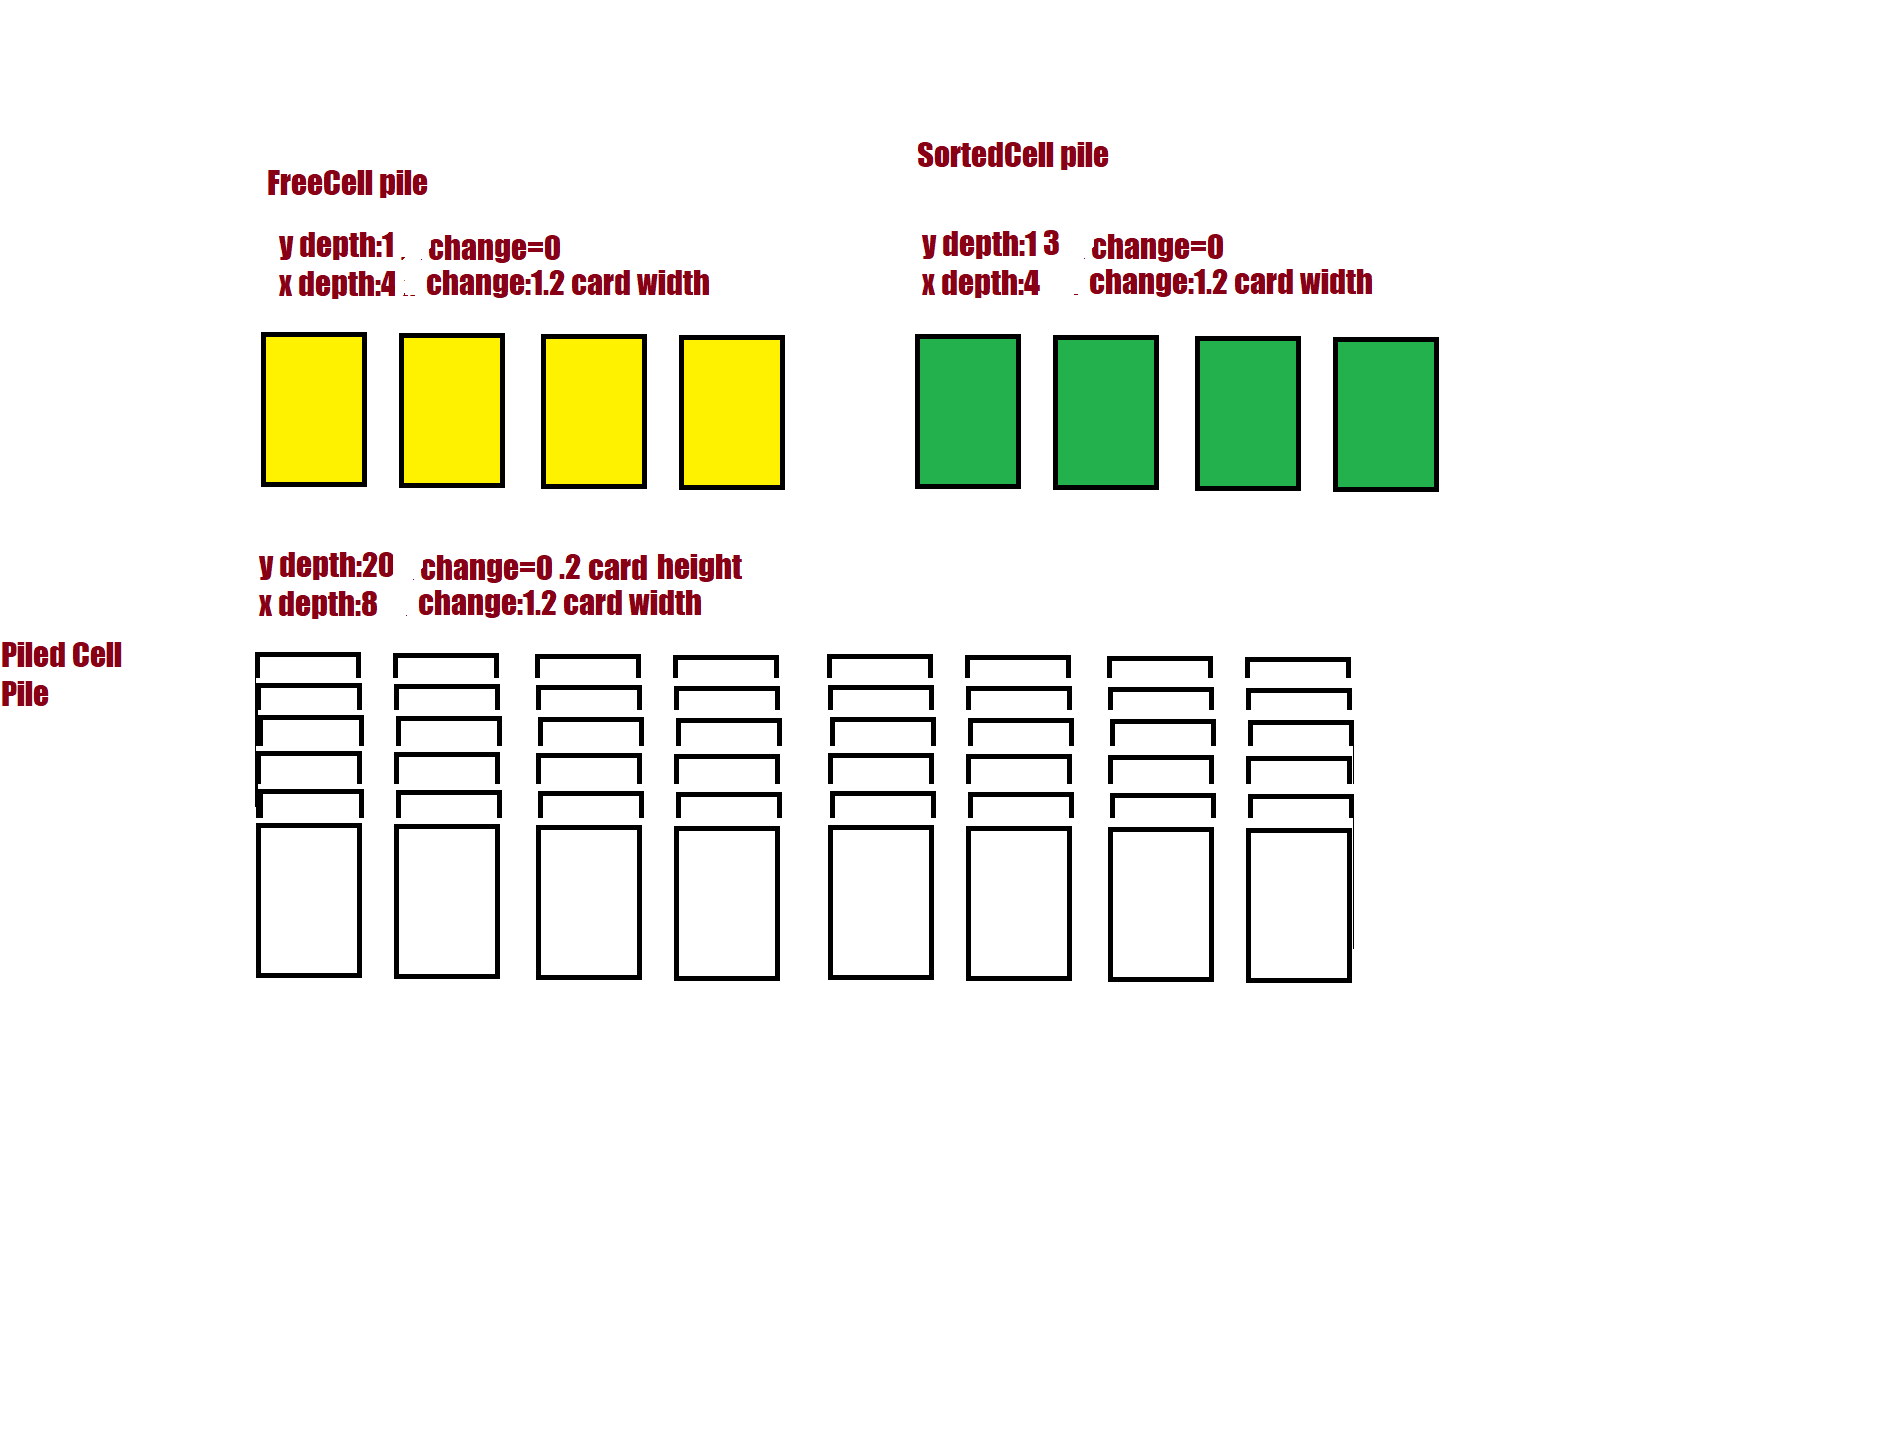 SortedCell pile
FreeCell pile
y depth:1 change=0
x depth:4 change:1.2 card width
y depth:1 3 change=0
x depth:4 change:1.2 card width
y depth:20 change=0 .2 card height
x depth:8 change:1.2 card width
Piled Cell
Pile